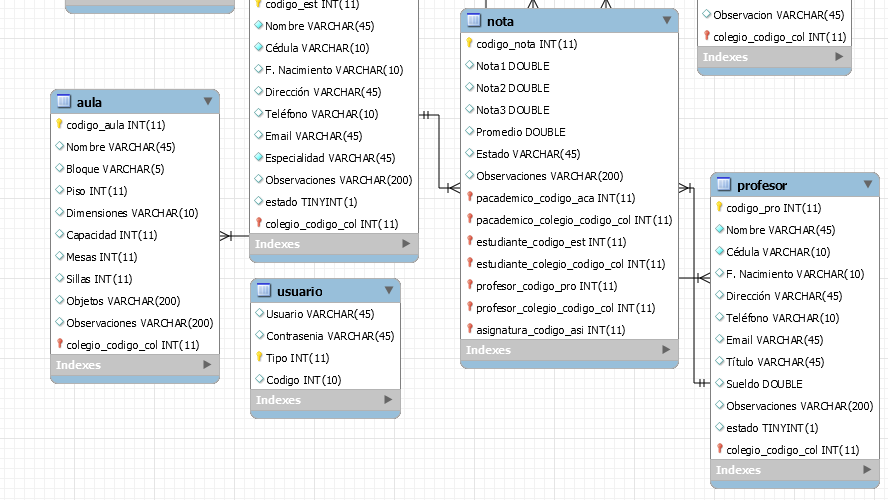 codigo_est INT(11)
Nombre VARCHAR(45)
Cédula VARCHAR(10)
F. Nacimiento VARCHAR(10)
Dirección VARCHAR(45)
Teléfono VARCHAR(10)
Email VARCHAR(45)
Especialidad VARCHAR(45)
Observaciones VARCHAR(200)
estado TINYINT(1)
colegio_codigo_col INT(11)
Indexes
aula
codigo_aula INT(11)
Nombre VARCHAR(45)
Bloque VARCHAR(5)
Piso INT(11)
Dimensiones VARCHAR(10)
Capacidad INT(11)
Mesas INT(11)
Sillas INT(11)
Objetos VARCHAR(200)
Observaciones VARCHAR(200)
colegio_codigo_col INT(11)
Indexes
usuario
Usuario VARCHAR(45)
Contrasenia VARCHAR(45)
Tipo INT(11)
Codigo INT(10)
Indexes
nota
codigo_nota INT(11)
Nota1 DOUBLE
Nota2 DOUBLE
Nota3 DOUBLE
Promedio DOUBLE
Estado VARCHAR(45)
Observaciones VARCHAR(200)
pacademico_codigo_aca INT(11)
pacademico_colegio_codigo_col INT(11)
estudiante_codigo_est INT(11)
estudiante_colegio_codigo_col INT(11)
profesor_codigo_pro INT(11)
profesor_colegio_codigo_col INT(11)
asignatura_codigo_asi INT(11)
Indexes
Observacion VARCHAR(45)
colegio_codigo_col INT(11)
Indexes
profesor
codigo_pro INT(11)
Nombre VARCHAR(45)
Cédula VARCHAR(10)
F. Nacimiento VARCHAR(10)
Dirección VARCHAR(45)
Teléfono VARCHAR(10)
Email VARCHAR(45)
Título VARCHAR(45)
Sueldo DOUBLE
Observaciones VARCHAR(200)
estado TINYINT(1)
colegio_codigo_col INT(11)
Indexes